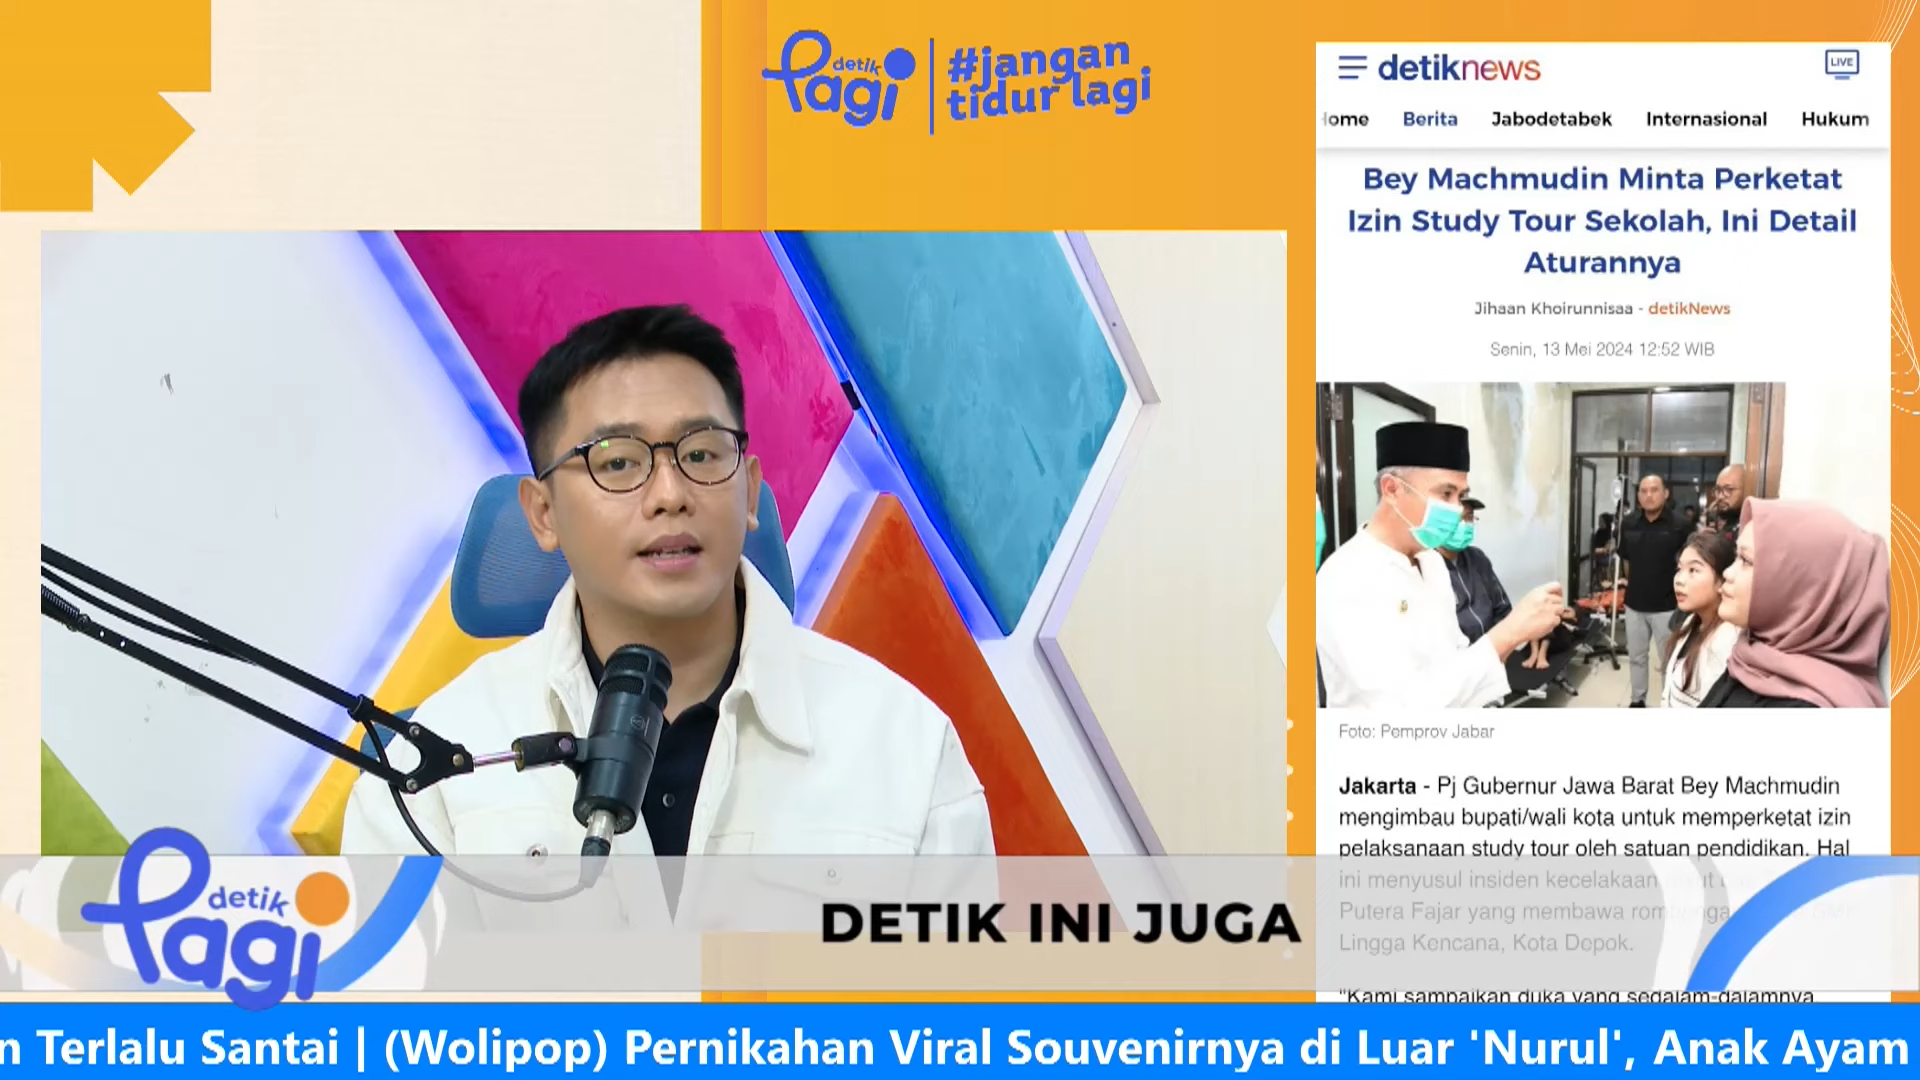 detik
Pagi
#jangan
tidur lagi
detiknews
LIVE
Home Berita Jabodetabek Internasional Hukum
Bey Machmudin Minta Perketat
Izin Study Tour Sekolah, Ini Detail
Aturannya
Jihaan Khoirunnisaa - detikNews
Senin, 13 Mei 2024 12:52 WIB
Foto: Pemprov Jabar
Jakarta - Pj Gubernur Jawa Barat Bey Machmudin
mengimbau bupati/wali kota untuk memperketat izin
pelaksanaan study tour oleh satuan pendidikan. Hal
ini menyusul insiden kecelakaan
Putera Fajar yang membawa
Lingga Kencana, Kota Depok.
"Kami sampaikan duka yang sedalam-dalamnya
detik
Pagi
DETIK INI JUGA
n Terlalu Santai | (Wolipop) Pernikahan Viral Souvenirnya di Luar 'Nurul', Anak Ayam